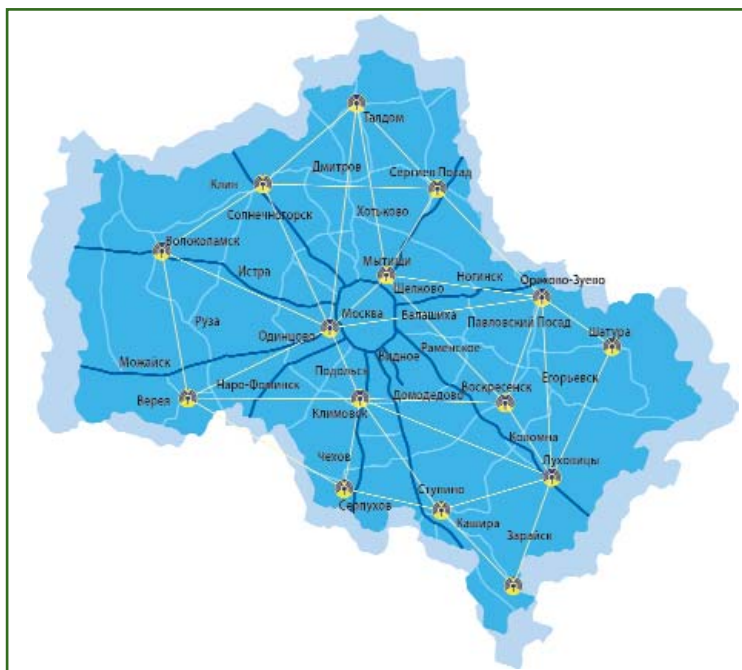 Талдом
Дмитров
Сергиев Посад
Клин
Солнечногорск
Хотьково
Волоколамск
Мытищи
Истра
Ногинск
Орехово-Зуево
Щелково
Москва
Балашиха
Руза
Павловский Посад
Одинцово
Шатура
Раменское
Видное
Можайск
Подольск
Егорьевск
Наро-Фоминск
Воскресенск
Домодедово
Верея
Климовск
Коломна
Чехов
Луховицы
Ступино
Серпухов
Кашира
Зарайск